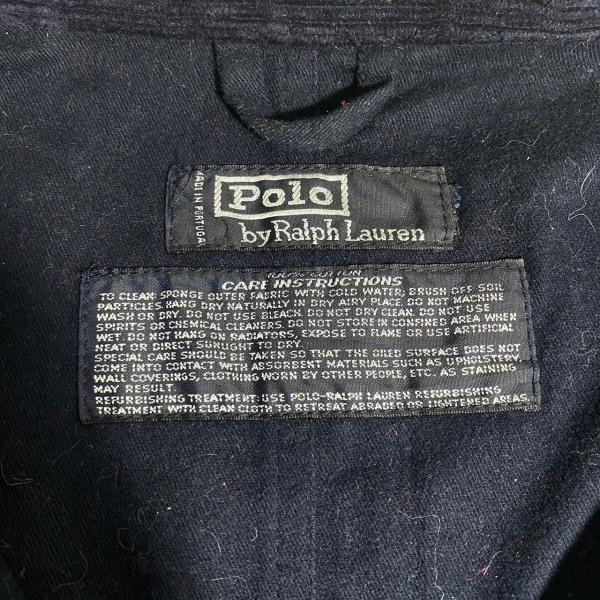 MADE IN PORTUGAL
Polo
by Ralph Lauren
100% COTTON
CARE INSTRUCTIONS
TO CLEAN: SPONGE OUTER FABRIC WITH COLD WATER; BRUSH OFF SOIL
PARTICLES HANG DRY NATURALLY IN DRY AIRY PLACE. DO NOT MACHINE
WASH OR DRY. DO NOT USE BLEACH. DO NOT DRY CLEAN. DO NOT USE
SPIRITS OR CHEMICAL CLEANERS. DO NOT STORE IN CONFINED AREA WHEN
WET. DO NOT HANG ON RADIATORS, EXPOSE TO FLAME OR USE ARTIFICIAL
HEAT OR DIRECT SUNLIGHT TO DRY.
SPECIAL CARE SHOULD BE TAKEN SO THAT THE OILED SURFACE DOES NOT
COME INTO CONTACT WITH ABSORBENT MATERIALS SUCH AS UPHOLSTERY,
WALL COVERINGS, CLOTHING WORN BY OTHER PEOPLE, ETC. AS STAINING
MAY RESULT.
REFURBISHING TREATMENT: USE POLO-RALPH LAUREN REFURBISHING
TREATMENT WITH CLEAN CLOTH TO RETREAT ABRADED OR LIGHTENED AREAS.